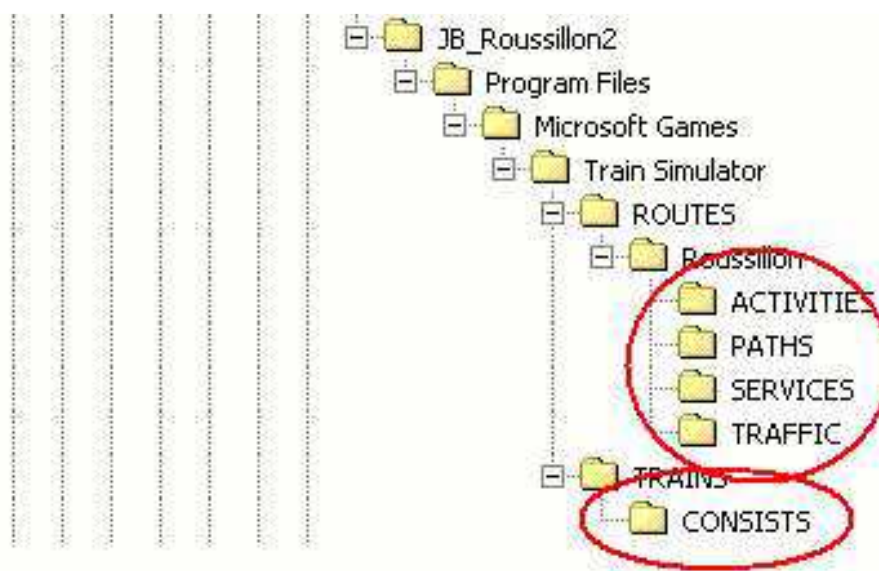 JB_Roussillon2
Program Files
Microsoft Games
Train Simulator
ROUTES
Roussillon
ACTIVITIES
PATHS
SERVICES
TRAFFIC
TRAINS
CONSISTS